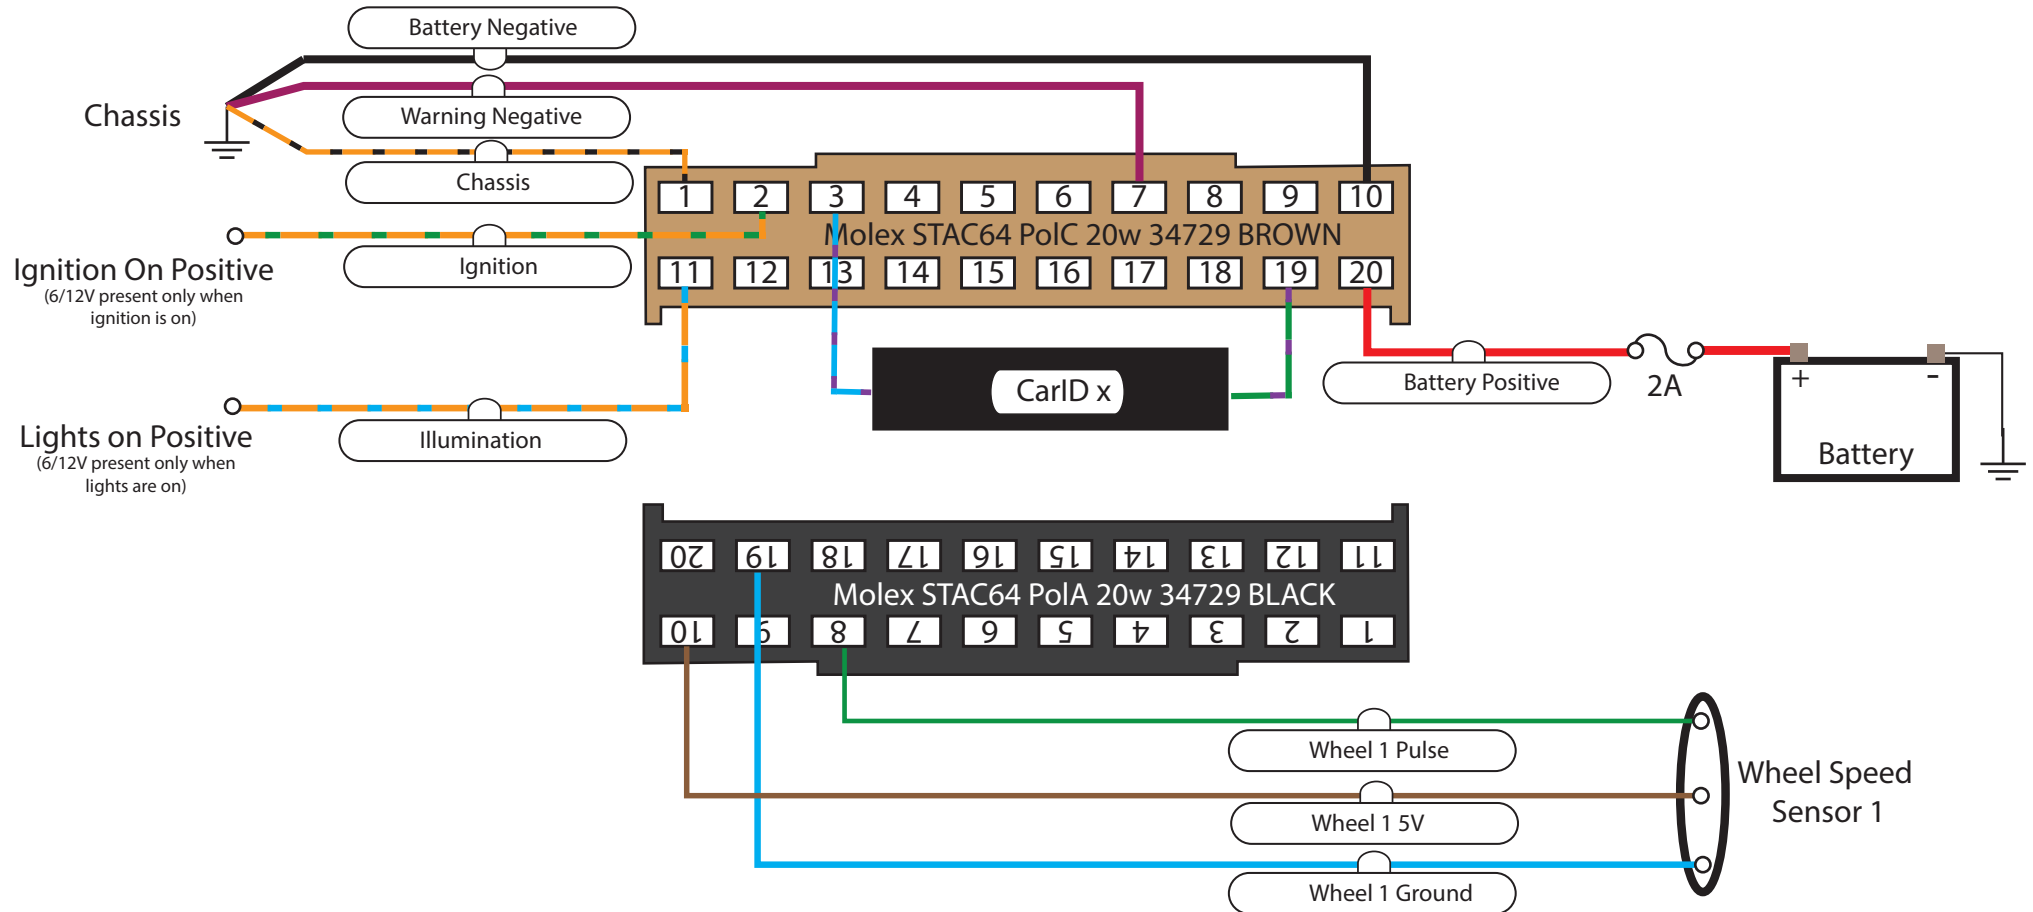 Battery Negative
Chassis
Warning Negative
Chassis
1 2 3 4 5 6 7 8 9 10
Molex STAC64 PolC 20w 34729 BROWN
Ignition On Positive
(6/12V present only when
ignition is on)
Ignition
11 12 13 14 15 16 17 18 19 20
CarID x
Battery Positive
2A
+ -
Battery
Lights on Positive
(6/12V present only when
lights are on)
Illumination
20 19 18 17 16 15 14 13 12 11
Molex STAC64 PolA 20w 34729 BLACK
10 9 8 7 6 5 4 3 2 1
Wheel 1 Pulse
Wheel 1 5V
Wheel 1 Ground
Wheel Speed
Sensor 1